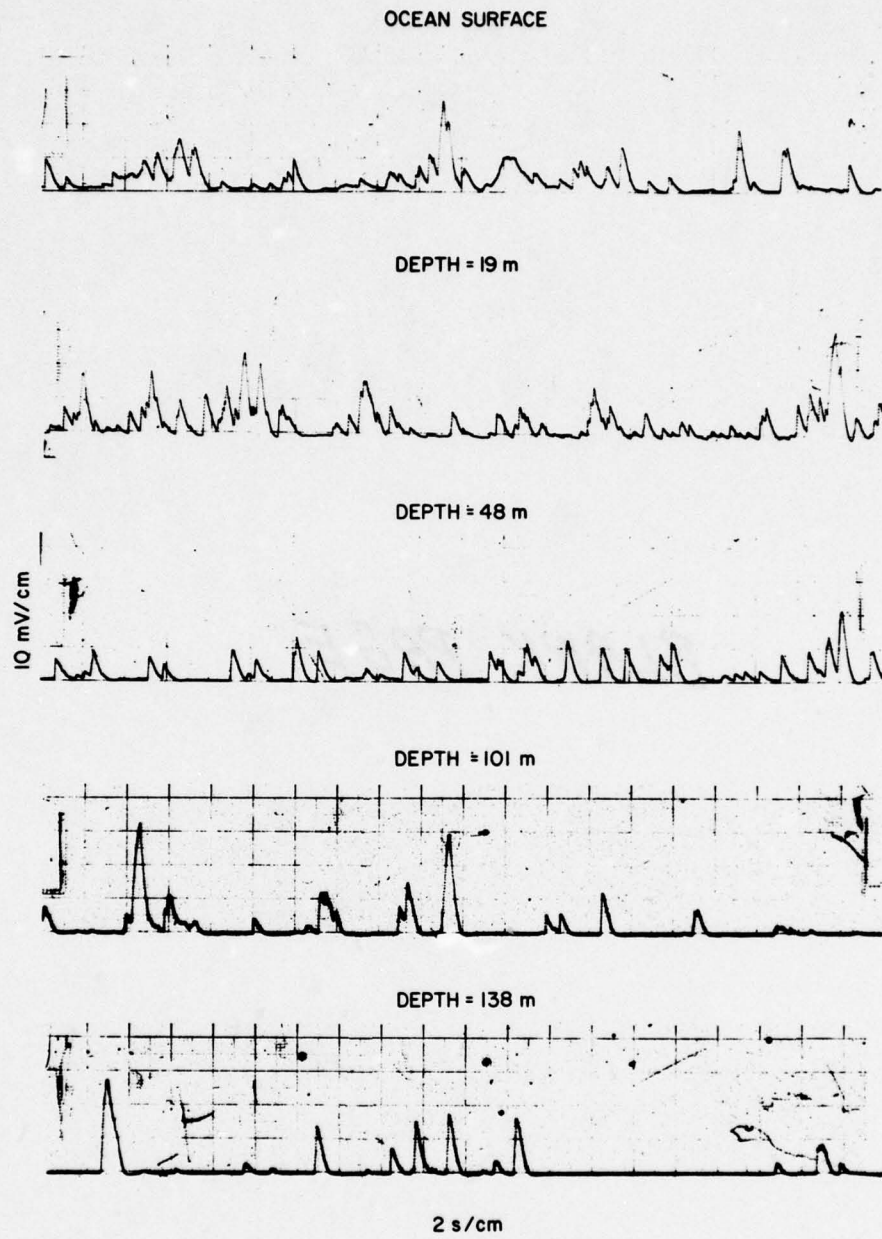 OCEAN SURFACE
DEPTH = 19 m
DEPTH = 48 m
10 mV/cm
DEPTH = 101 m
DEPTH = 138 m
2 s/cm